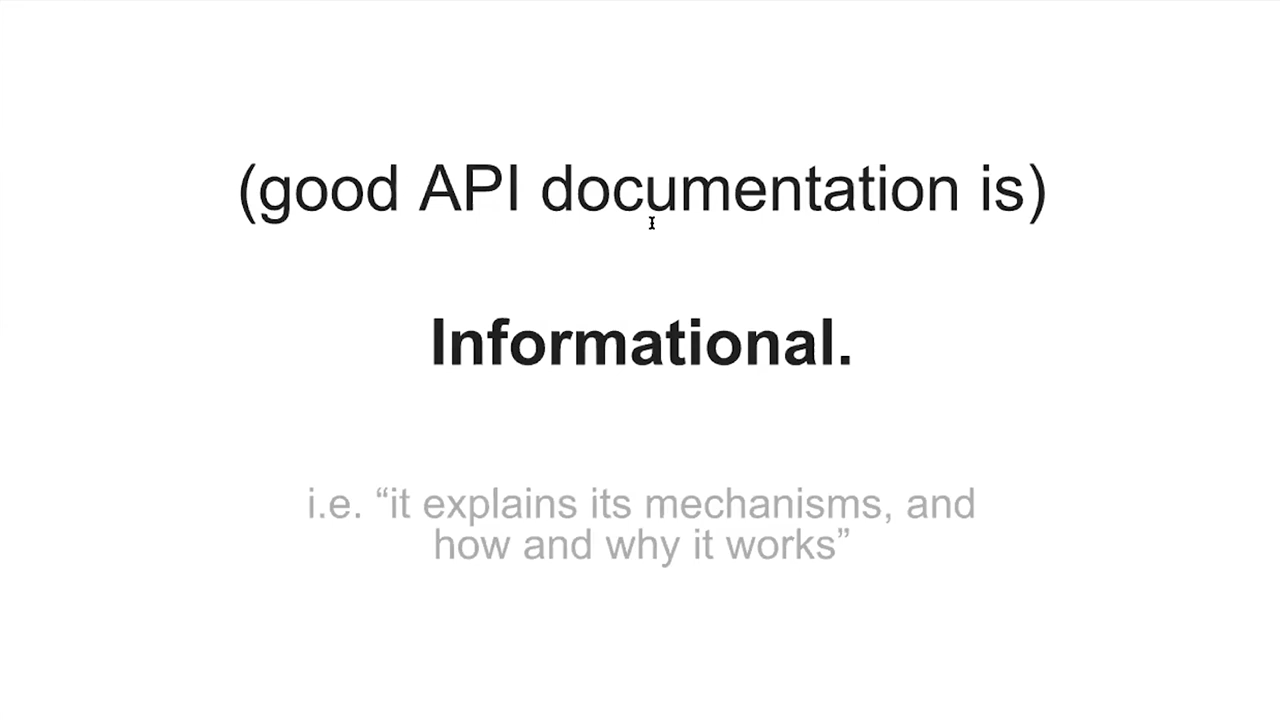 (good API documentation is)
Informational.
i.e. “it explains its mechanisms, and
how and why it works”